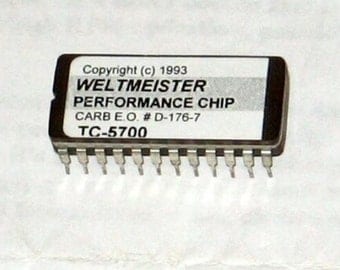 Copyright (c) 1993
WELTMEISTER
PERFORMANCE CHIP
CARB E.O. # D-176-7
TC-5700